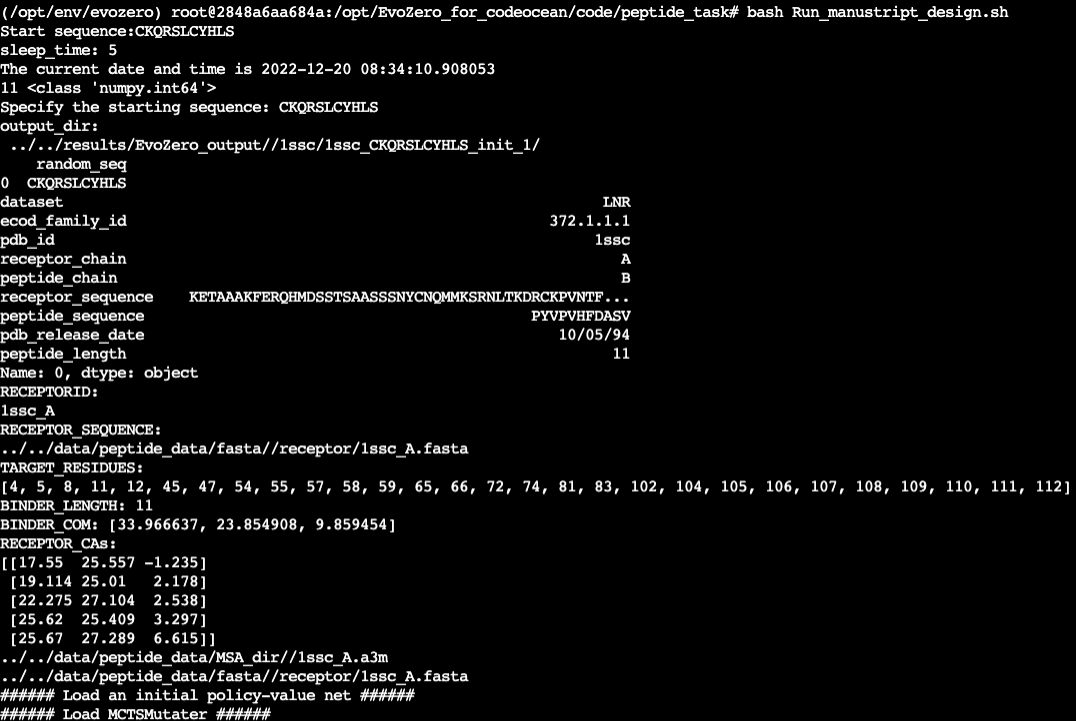 (/opt/env/evozero) root@2848a6aa684a:/opt/EvoZero_for_codeocean/code/peptide_task# bash Run_manustript_design.sh
Start sequence:CKQRSLCYHLS
sleep_time: 5
The current date and time is 2022-12-20 08:34:10.908053
11 <class 'numpy.int64'>
Specify the starting sequence: CKQRSLCYHLS
output_dir:
 ../../results/EvoZero_output//1ssc/1ssc_CKQRSLCYHLS_init_1/
    random_seq
0  CKQRSLCYHLS
dataset                                                        LNR
ecod_family_id                                           372.1.1.1
pdb_id                                                        1ssc
receptor_chain                                                   A
peptide_chain                                                    B
receptor_sequence    KETAAAKFERQHMDSSTSAASSSNYCNQMMKSRNLTKDRCKPVNTF...
peptide_sequence                                       PYVPVHFDASV
pdb_release_date                                          10/05/94
peptide_length                                                  11
Name: 0, dtype: object
RECEPTORID:
1ssc_A
RECEPTOR_SEQUENCE:
../../data/peptide_data/fasta//receptor/1ssc_A.fasta
TARGET_RESIDUES:
[4, 5, 8, 11, 12, 45, 47, 54, 55, 57, 58, 59, 65, 66, 72, 74, 81, 83, 102, 104, 105, 106, 107, 108, 109, 110, 111, 112]
BINDER_LENGTH: 11
BINDER_COM: [33.966637, 23.854908, 9.859454]
RECEPTOR_CAs:
[[17.55  25.557 -1.235]
 [19.114 25.01   2.178]
 [22.275 27.104  2.538]
 [25.62  25.409  3.297]
 [25.67  27.289  6.615]]
../../data/peptide_data/MSA_dir//1ssc_A.a3m
../../data/peptide_data/fasta//receptor/1ssc_A.fasta
###### Load an initial policy-value net ######
###### Load MCTSMutater ######